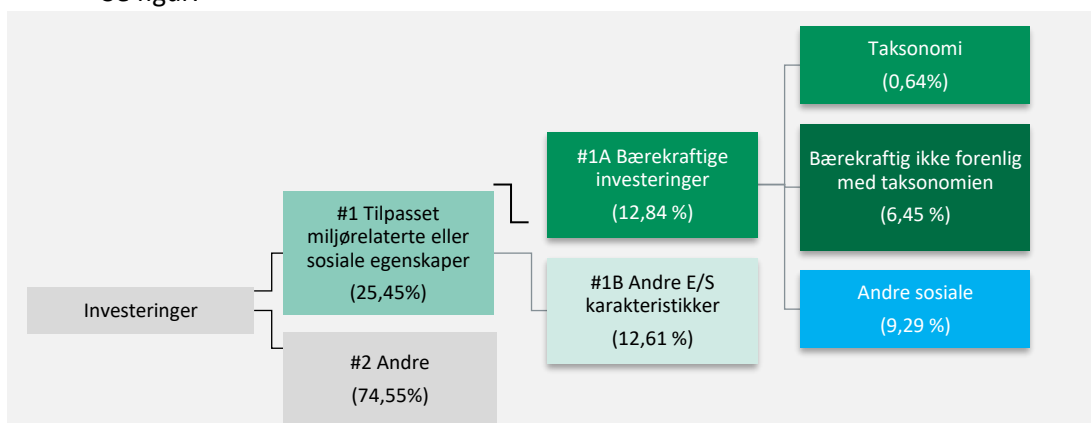 Investeringer
#1 Tilpasset
miljørelaterte eller
sosiale egenskaper
(25,45%)
#2 Andre
(74,55%)
#1A Bærekraftige
investeringer
(12,84 %)
#1B Andre E/S
karakteristikker
(12,61 %)
Taksonomi
(0,64%)
Bærekraftig ikke forenlig
med taksonomien
(6,45 %)
Andre sosiale
(9,29 %)